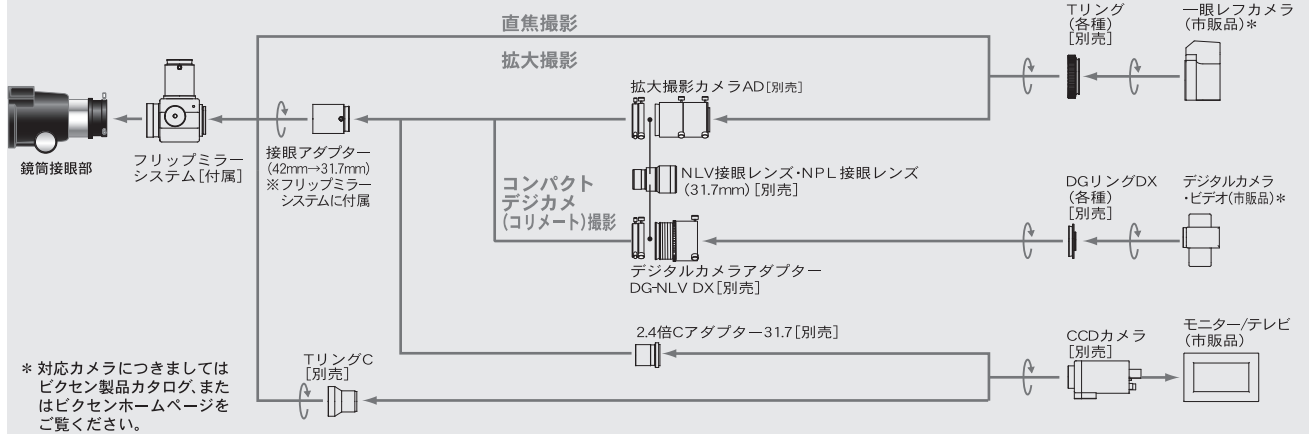 直焦撮影
拡大撮影
Tリング
(各種)
[別売]
一眼レフカメラ
(市販品)*
拡大撮影カメラAD[別売]
鏡筒接眼部
フリップミラー
システム[付属]
接眼アダプター
(42mm→31.7mm)
※フリップミラー
システムに付属
コンパクト
デジカメ
(コリメート)撮影
NLV接眼レンズ・NPL接眼レンズ
(31.7mm)[別売]
DGリングDX
(各種)
[別売]
デジタルカメラ
・ビデオ(市販品)*
デジタルカメラアダプター
DG-NLV DX[別売]
2.4倍Cアダプター31.7[別売]
CCDカメラ
[別売]
モニター/テレビ
(市販品)
TリングC
[別売]
* 対応カメラにつきましては
ビクセン製品カタログ、また
はビクセンホームページを
ご覧ください。